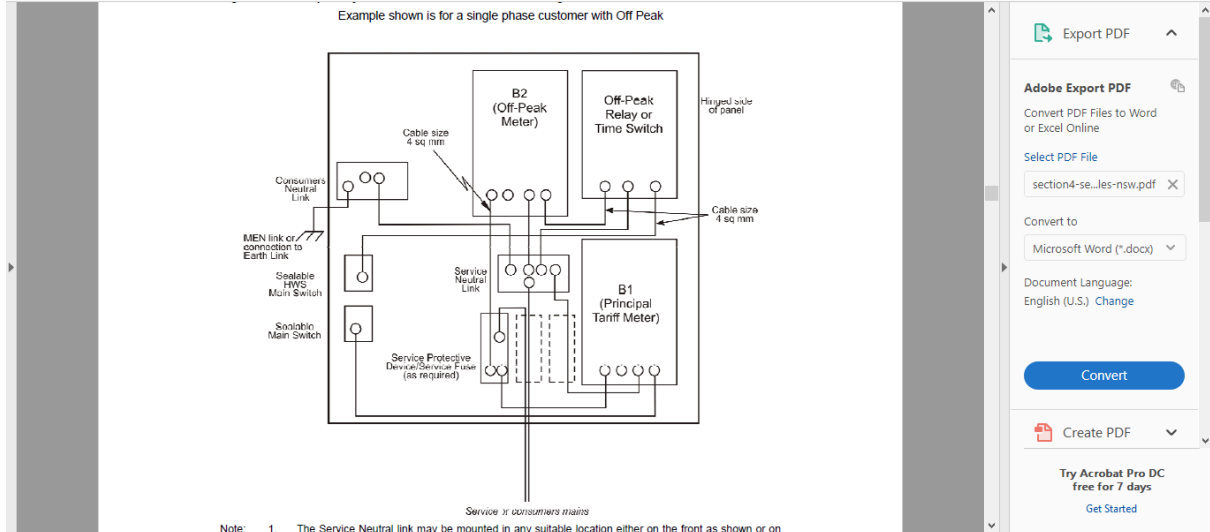 Example shown is for a single phase customer with Off Peak
B2
(Off-Peak
Meter)
Off-Peak
Relay or
Time Switch
Hinged side
of panel
Cable size
4 sq mm
Consumers
Neutral
Link
Cable size
4 sq mm
MEN link or
connection to
Earth Link
Sealable
HWS
Main Switch
Service
Neutral
Link
B1
(Principal
Tariff Meter)
Sealable
Main Switch
Service Protective
Device/Service Fuse
(as required)
Service or consumers mains
Note: 1. The Service Neutral link may be mounted in any suitable location either on the front as shown or on
Export PDF
Adobe Export PDF
Convert PDF Files to Word
or Excel Online
Select PDF File
section4-se...les-nsw.pdf
Convert to
Microsoft Word (*.docx)
Document Language:
English (U.S.) Change
Convert
Create PDF
Try Acrobat Pro DC
free for 7 days
Get Started